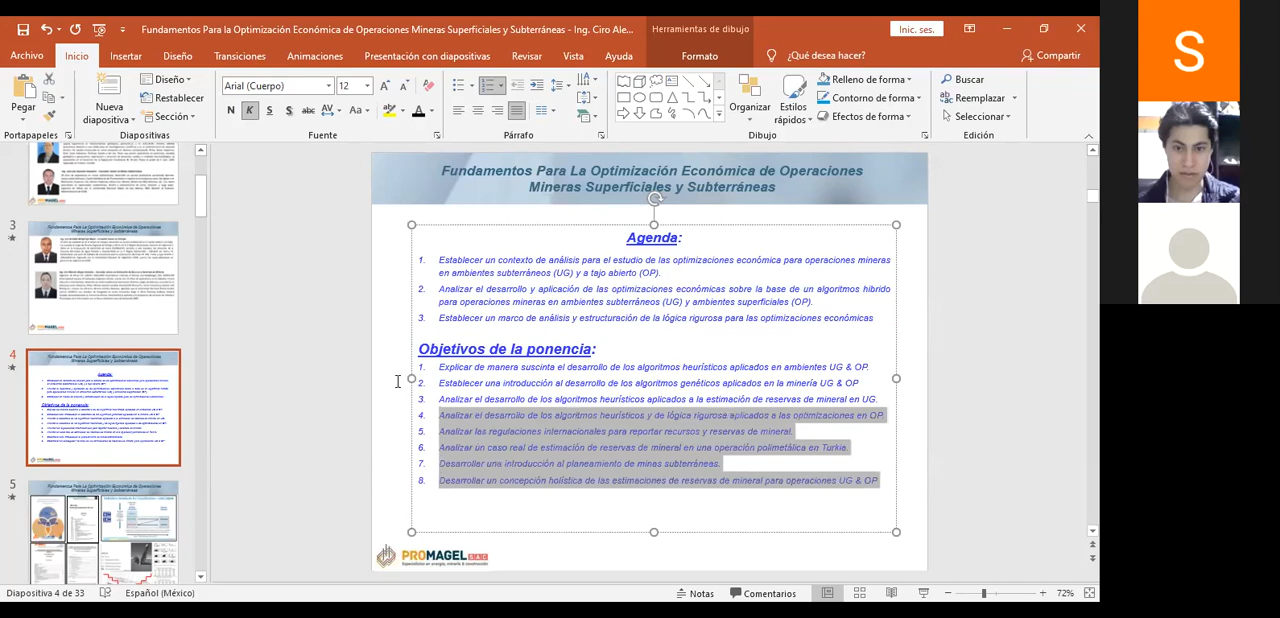 Fundamentos Para la Optimización Económica de Operaciones Mineras Superficiales y Subterráneas - Ing. Ciro Ale...
Herramientas de dibujo
Inic. ses.
Archivo
Inicio
Insertar
Diseño
Transiciones
Animaciones
Presentación con diapositivas
Revisar
Vista
Ayuda
Formato
¿Qué desea hacer?
Compartir
Pegar
Nueva
diapositiva
Diseño
Restablecer
Sección
Arial (Cuerpo)
12
N K S S abc AV Aa A
Organizar
Estilos
rápidos
Relleno de forma
Contorno de forma
Efectos de forma
Buscar
Reemplazar
Seleccionar
Portapapeles
Diapositivas
Fuente
Párrafo
Dibujo
Edición
3
4
5
Fundamentos Para La Optimización Económica de Operaciones
Mineras Superficiales y Subterráneas
Agenda:
1. Establecer un contexto de análisis para el estudio de las optimizaciones económica para operaciones mineras
en ambientes subterráneos (UG) y a tajo abierto (OP).
2. Analizar el desarrollo y aplicación de las optimizaciones económicas sobre la base de un algoritmos hibrido
para operaciones mineras en ambientes subterráneos (UG) y ambientes superficiales (OP).
3. Establecer un marco de análisis y estructuración de la lógica rigurosa para las optimizaciones económicas
Objetivos de la ponencia:
1. Explicar de manera suscinta el desarrollo de los algoritmos heurísticos aplicados en ambientes UG & OP.
2. Establecer una introducción al desarrollo de los algoritmos genéticos aplicados en minería UG & OP
3. Analizar el desarrollo de los algoritmos heurísticos aplicados a la estimación de reservas de mineral en UG.
4. Analizar el desarrollo de los algoritmos heurísticos y de lógica rigurosa aplicados a las optimizaciones en OP.
5. Analizar las regulaciones internacionales para reportar recursos y reservas de mineral.
6. Analizar un caso real de estimación de reservas de mineral en una operación polimetálica en Turkia.
7. Desarrollar una introducción al planeamiento de minas subterráneas.
8. Desarrollar un concepción holística de las estimaciones de reservas de mineral para operaciones UG & OP
PROMAGEL S.A.C
Especialistas en energía, minería & construcción
Diapositiva 4 de 33
Español (México)
Notas
Comentarios
72%
S